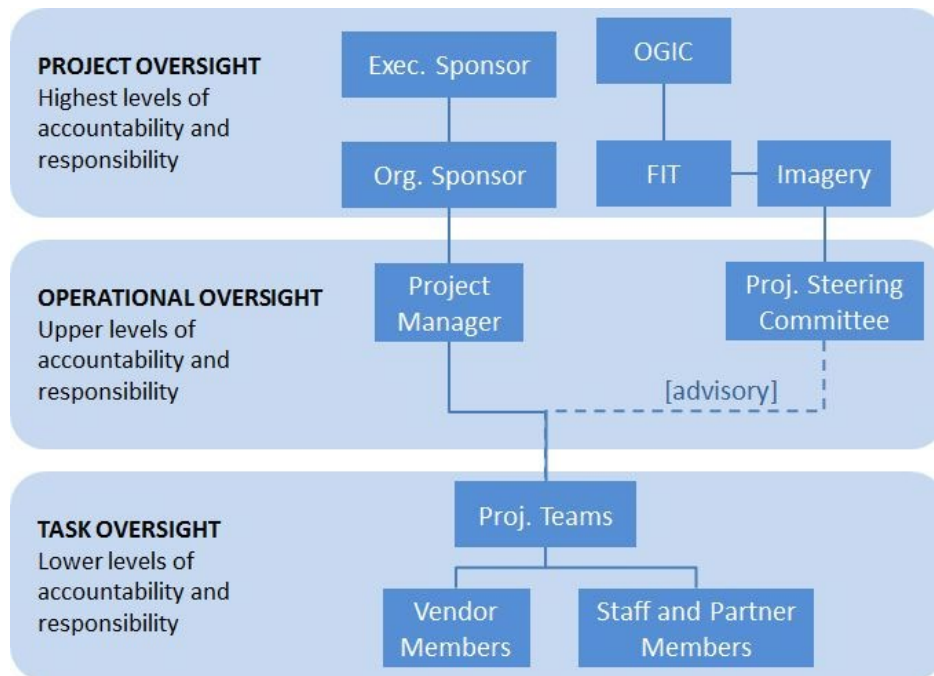 PROJECT OVERSIGHT
Highest levels of
accountability and
responsibility
Exec. Sponsor
OGIC
Org. Sponsor
FIT
Imagery
OPERATIONAL OVERSIGHT
Upper levels of
accountability and
responsibility
Project
Manager
Proj. Steering
Committee
[advisory]
TASK OVERSIGHT
Lower levels of
accountability and
responsibility
Proj. Teams
Vendor
Members
Staff and Partner
Members